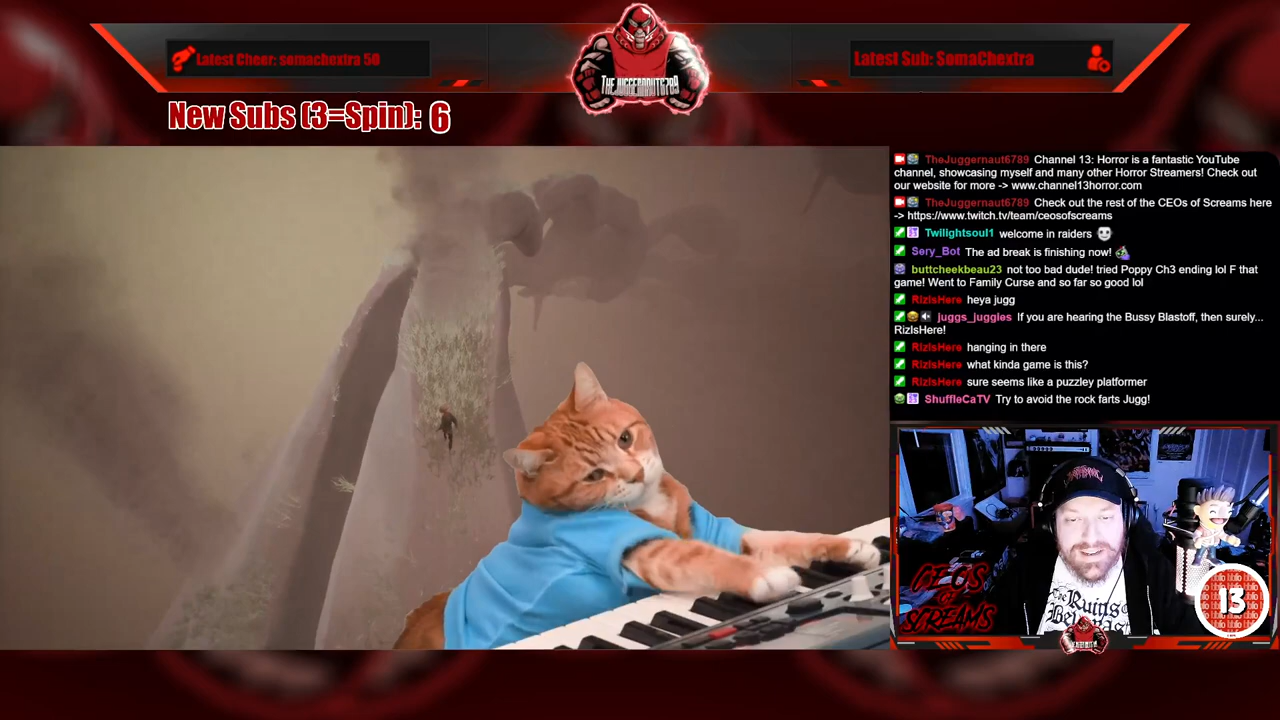 Latest Cheer: somachextra 50
THEJUGGERNAUT6789
Latest Sub: SomaChextra
New Subs (3=Spin): 6
TheJuggernaut6789 Channel 13: Horror is a fantastic YouTube
channel, showcasing myself and many other Horror Streamers! Check out
our website for more -> www.channel13horror.com
TheJuggernaut6789 Check out the rest of the CEOs of Screams here
-> https://www.twitch.tv/team/ceosofscreams
Twilightsoul1 welcome in raiders
Sery_Bot The ad break is finishing now!
buttcheekbeau23 not too bad dude! tried Poppy Ch3 ending lol F that
game! Went to Family Curse and so far so good lol
RizIsHere heya jugg
juggs_juggies If you are hearing the Bussy Blastoff, then surely...
RizIsHere!
RizIsHere hanging in there
RizIsHere what kinda game is this?
RizIsHere sure seems like a puzzley platformer
ShuffleCaTV Try to avoid the rock farts Jugg!
CEOS
OF
SCREAMS
The Ruins
13